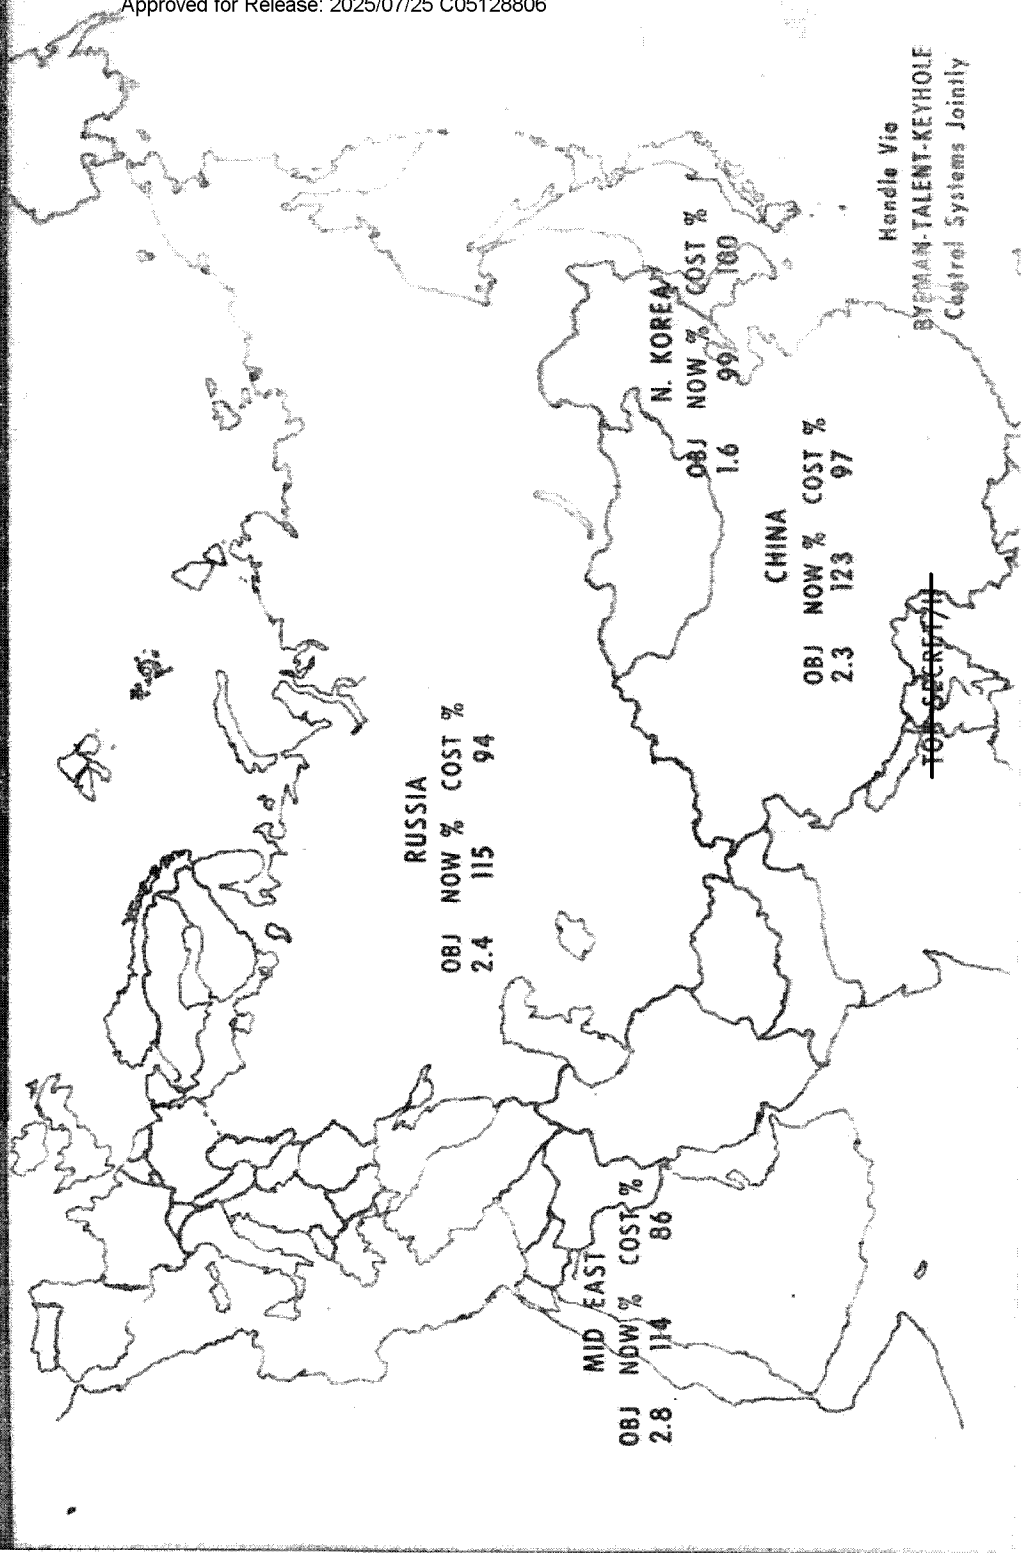 Approved for Release: 2025/07/25 C05128806
RUSSIA
OBJ NOW % COST %
2.4 115 94
MID EAST
OBJ NOW % COST %
2.8 114 86
N. KOREA
OBJ NOW % COST %
1.6 99 100
CHINA
OBJ NOW % COST %
2.3 123 97
TOP SECRET/H
Handle Via
BYEMAN-TALENT-KEYHOLE
Control Systems Jointly